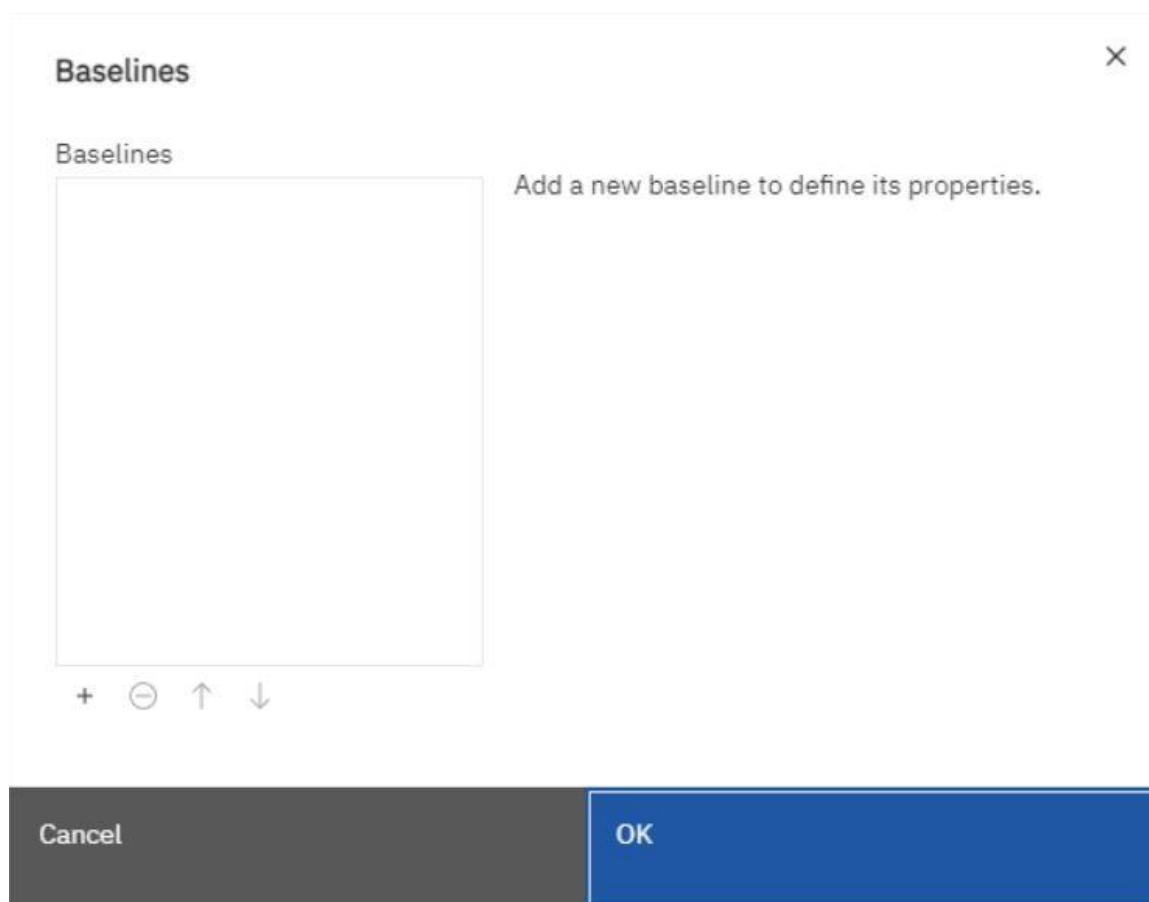 Baselines
Baselines
Add a new baseline to define its properties.
Cancel
OK